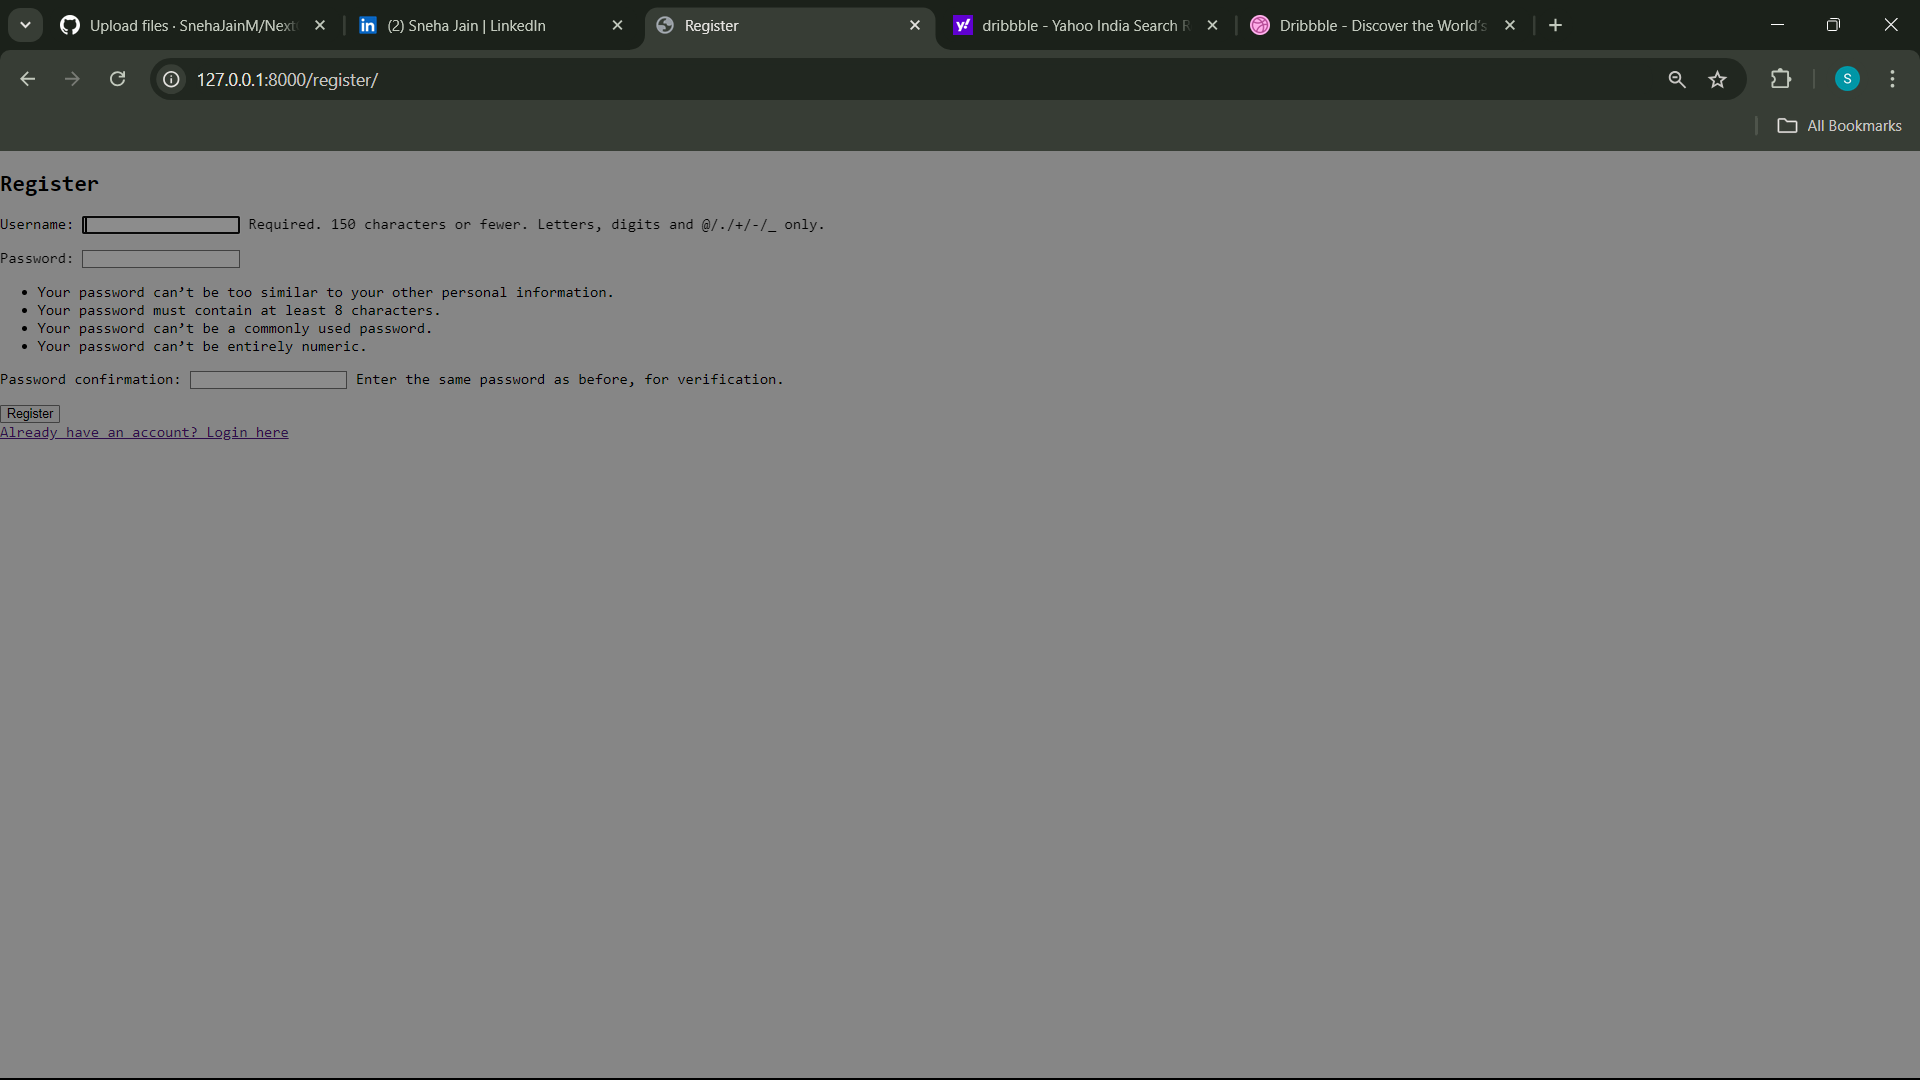 Upload files · SnehaJainM/Next
(2) Sneha Jain | LinkedIn
Register
dribbble - Yahoo India Search R
Dribbble - Discover the World's
127.0.0.1:8000/register/
S
All Bookmarks
Register
Username: Required. 150 characters or fewer. Letters, digits and @/./+/-/_ only.
Password:
• Your password can’t be too similar to your other personal information.
• Your password must contain at least 8 characters.
• Your password can’t be a commonly used password.
• Your password can’t be entirely numeric.
Password confirmation: Enter the same password as before, for verification.
Register
Already have an account? Login here